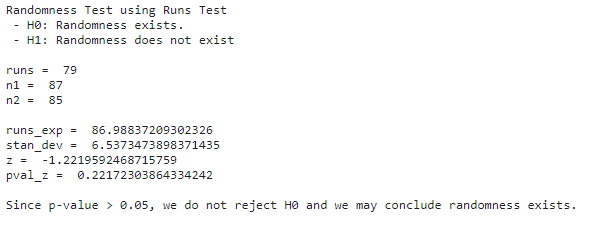 Randomness Test using Runs Test
- H0: Randomness exists.
- H1: Randomness does not exist
runs =  79
n1 =  87
n2 =  85
runs_exp =  86.98837209302326
stan_dev =  6.5373473898371435
z =  -1.2219592468715759
pval_z =  0.22172303864334242
Since p-value > 0.05, we do not reject H0 and we may conclude randomness exists.